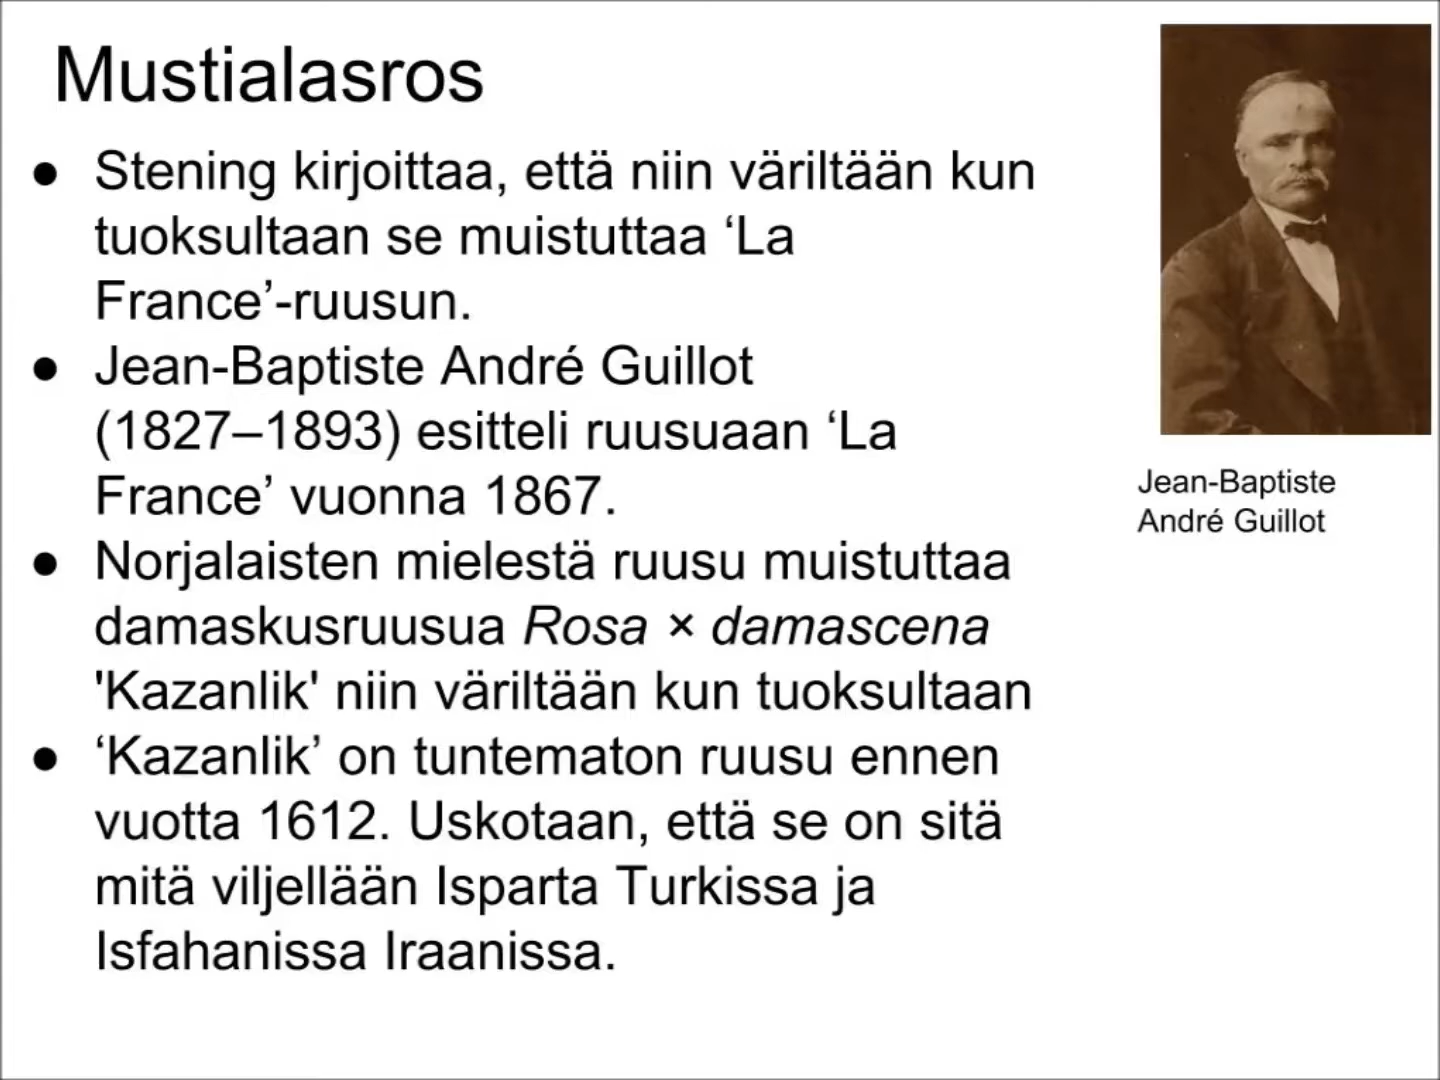 Mustialasros
● Stening kirjoittaa, että niin väriltään kun
tuoksultaan se muistuttaa ‘La
France’-ruusun.
● Jean-Baptiste André Guillot
(1827–1893) esitteli ruusuaan ‘La
France’ vuonna 1867.
● Norjalaisten mielestä ruusu muistuttaa
damaskusruusua Rosa × damascena
'Kazanlik' niin väriltään kun tuoksultaan
● ‘Kazanlik’ on tuntematon ruusu ennen
vuotta 1612. Uskotaan, että se on sitä
mitä viljellään Isparta Turkissa ja
Isfahanissa Iraanissa.
Jean-Baptiste
André Guillot